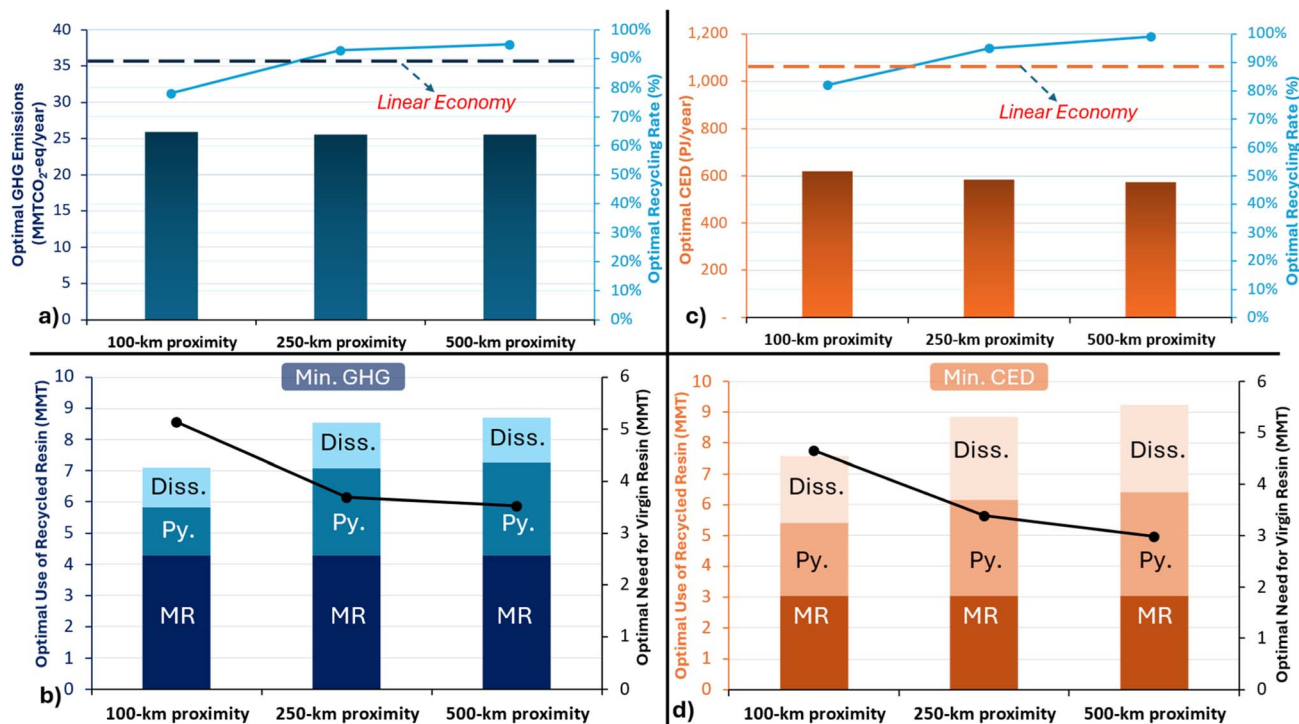 Optimal GHG Emissions
(MMTCO₂-eq/year)
40
35
30
25
20
15
10
5
0
100%
90%
80%
70%
60%
50%
40%
30%
20%
10%
0%
Optimal Recycling Rate (%)
Linear Economy
a)
100-km proximity
250-km proximity
500-km proximity
Optimal CED (PJ/year)
1,200
1,000
800
600
400
200
-
100%
90%
80%
70%
60%
50%
40%
30%
20%
10%
0%
Optimal Recycling Rate (%)
Linear Economy
c)
100-km proximity
250-km proximity
500-km proximity
Min. GHG
Optimal Use of Recycled Resin (MMT)
10
9
8
7
6
5
4
3
2
1
0
6
5
4
3
2
1
0
Optimal Need for Virgin Resin (MMT)
Diss.
Diss.
Diss.
Py.
Py.
Py.
MR
MR
MR
b)
100-km proximity
250-km proximity
500-km proximity
Min. CED
Optimal Use of Recycled Resin (MMT)
10
9
8
7
6
5
4
3
2
1
0
6
5
4
3
2
1
0
Optimal Need for Virgin Resin (MMT)
Diss.
Diss.
Diss.
Py.
Py.
Py.
MR
MR
MR
d)
100-km proximity
250-km proximity
500-km proximity